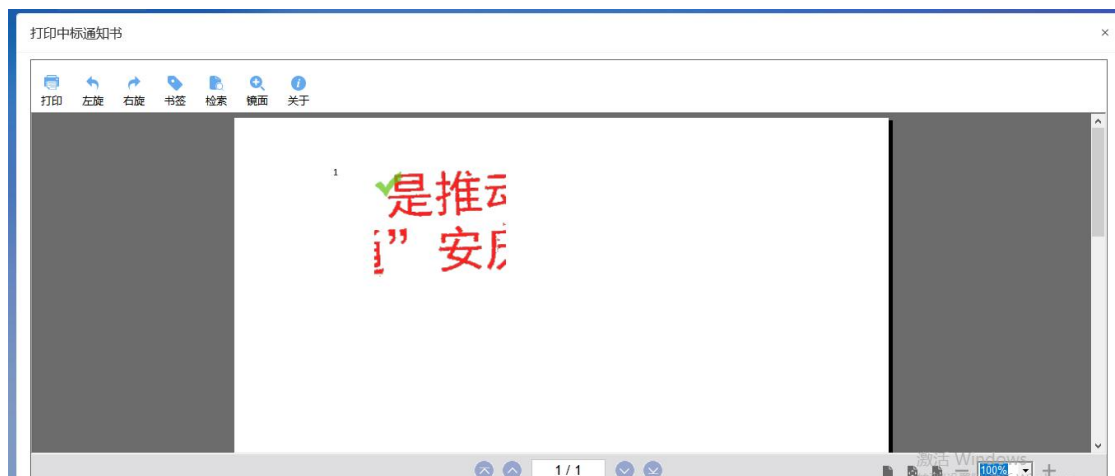 打印中标通知书
×
打印 左旋 右旋 书签 检索 镜面 关于
1
是推
” 安
1 / 1
激活 Windows
100%